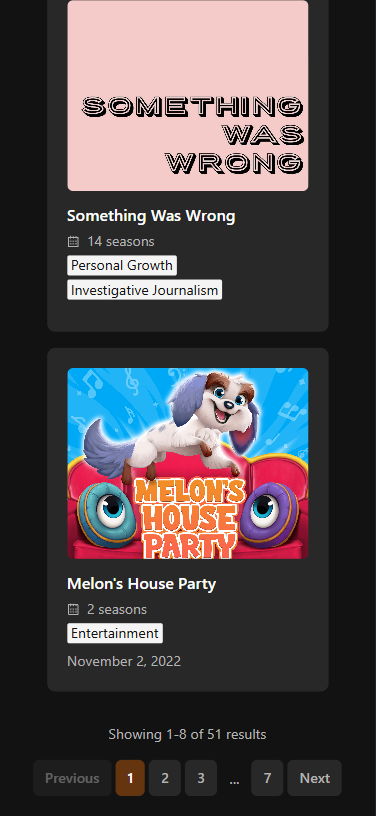 SOMETHING
WAS
WRONG
Something Was Wrong
14 seasons
Personal Growth
Investigative Journalism
MELON'S
HOUSE
PARTY
Melon's House Party
2 seasons
Entertainment
November 2, 2022
Showing 1-8 of 51 results
Previous 1 2 3 ... 7 Next